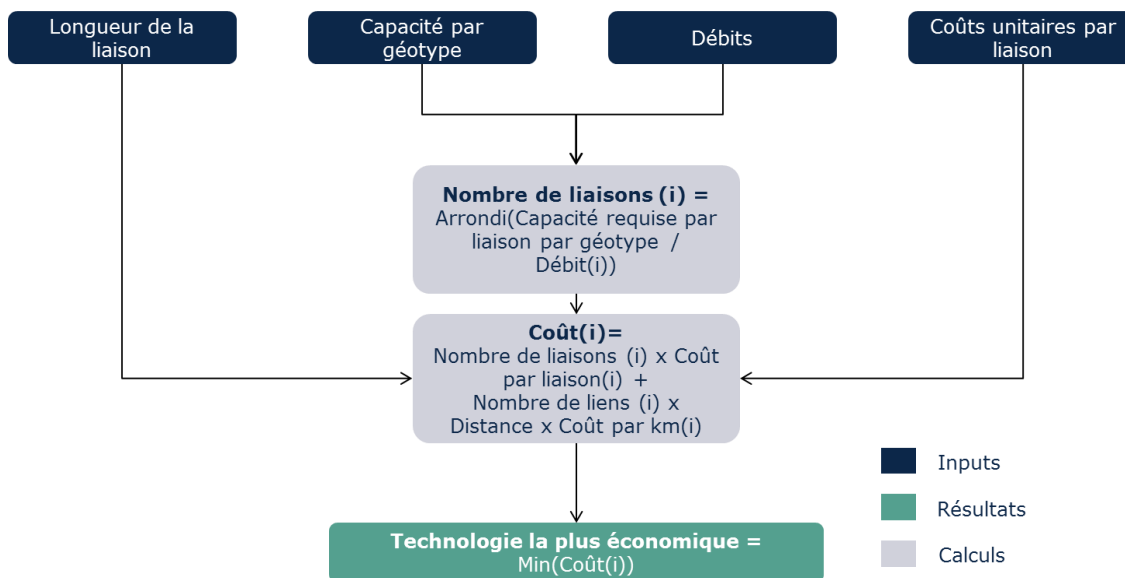 Longueur de la
liaison
Capacité par
géotype
Débits
Coûts unitaires par
liaison
Nombre de liaisons (i) =
Arrondi(Capacité requise par
liaison par géotype /
Débit(i))
Coût(i)=
Nombre de liaisons (i) x Coût
par liaison(i) +
Nombre de liens (i) x
Distance x Coût par km(i)
Technologie la plus économique =
Min(Coût(i))
Inputs
Résultats
Calculs